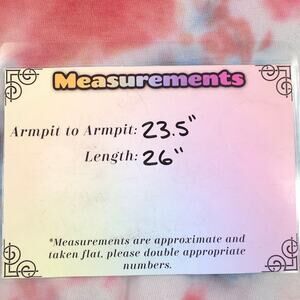 Measurements
Armpit to Armpit: 23.5"
Length: 26"
*Measurements are approximate and
taken flat, please double appropriate
numbers.